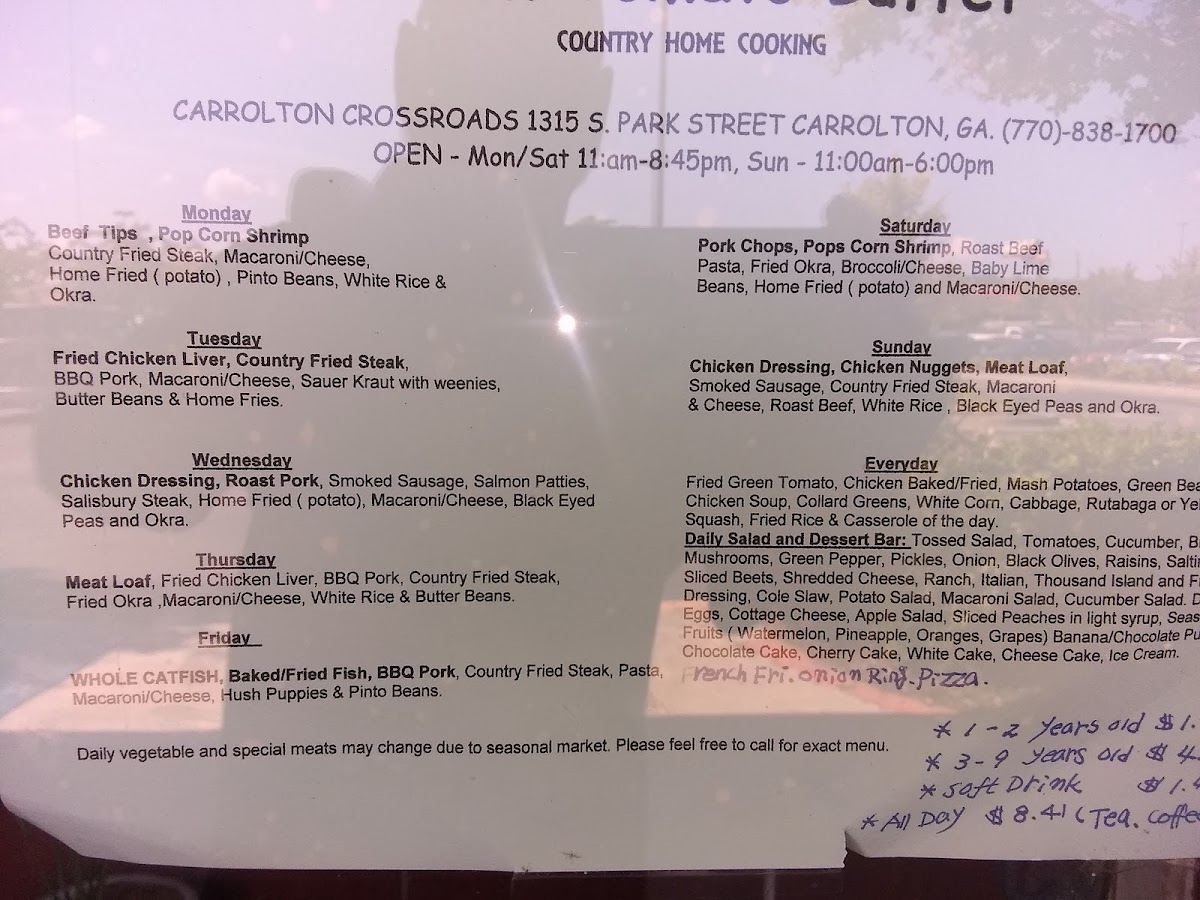 COUNTRY HOME COOKING
CARROLTON CROSSROADS 1315 S. PARK STREET CARROLTON, GA. (770)-838-1700
OPEN - Mon/Sat 11:am-8:45pm, Sun - 11:00am-6:00pm
Monday
Beef Tips , Pop Corn Shrimp
Country Fried Steak, Macaroni/Cheese,
Home Fried ( potato) , Pinto Beans, White Rice &
Okra.
Tuesday
Fried Chicken Liver, Country Fried Steak,
BBQ Pork, Macaroni/Cheese, Sauer Kraut with weenies,
Butter Beans & Home Fries.
Wednesday
Chicken Dressing, Roast Pork, Smoked Sausage, Salmon Patties,
Salisbury Steak, Home Fried ( potato), Macaroni/Cheese, Black Eyed
Peas and Okra.
Thursday
Meat Loaf, Fried Chicken Liver, BBQ Pork, Country Fried Steak,
Fried Okra ,Macaroni/Cheese, White Rice & Butter Beans.
Friday
WHOLE CATFISH, Baked/Fried Fish, BBQ Pork, Country Fried Steak, Pasta,
Macaroni/Cheese, Hush Puppies & Pinto Beans.
Saturday
Pork Chops, Pops Corn Shrimp, Roast Beef
Pasta, Fried Okra, Broccoli/Cheese, Baby Lime
Beans, Home Fried ( potato) and Macaroni/Cheese.
Sunday
Chicken Dressing, Chicken Nuggets, Meat Loaf,
Smoked Sausage, Country Fried Steak, Macaroni
& Cheese, Roast Beef, White Rice , Black Eyed Peas and Okra.
Everyday
Fried Green Tomato, Chicken Baked/Fried, Mash Potatoes, Green
Chicken Soup, Collard Greens, White Corn, Cabbage, Rutabaga or
Squash, Fried Rice & Casserole of the day.
Daily Salad and Dessert Bar: Tossed Salad, Tomatoes, Cucumber,
Mushrooms, Green Pepper, Pickles, Onion, Black Olives, Raisins,
Sliced Beets, Shredded Cheese, Ranch, Italian, Thousand Island and
Dressing, Cole Slaw, Potato Salad, Macaroni Salad, Cucumber Salad.
Eggs, Cottage Cheese, Apple Salad, Sliced Peaches in light syrup,
Fruits ( Watermelon, Pineapple, Oranges, Grapes) Banana/Chocolate
Chocolate Cake, Cherry Cake, White Cake, Cheese Cake, Ice Cream.
French Fri. onion Ring. Pizza.
Daily vegetable and special meats may change due to seasonal market. Please feel free to call for exact menu.
* 1-2 Years old $1.
* 3-9 Years old $4.
* Soft Drink $1.4
* All Day $8.41 (Tea. Coffee